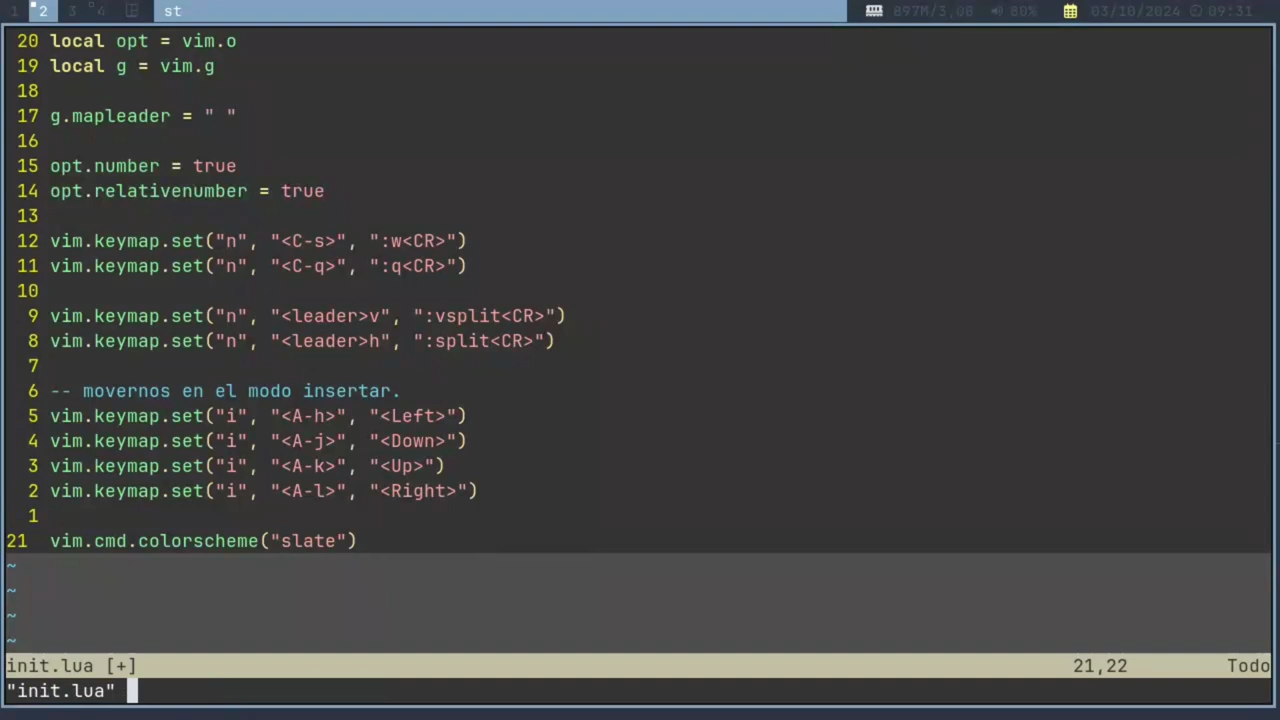 1 2 3 4 st 897M/3,0G 80% 03/10/2024 09:31
20 local opt = vim.o
19 local g = vim.g
18
17 g.mapleader = " "
16
15 opt.number = true
14 opt.relativenumber = true
13
12 vim.keymap.set("n", "<C-s>", ":w<CR>")
11 vim.keymap.set("n", "<C-q>", ":q<CR>")
10
9 vim.keymap.set("n", "<leader>v", ":vsplit<CR>")
8 vim.keymap.set("n", "<leader>h", ":split<CR>")
7
6 -- movernos en el modo insertar.
5 vim.keymap.set("i", "<A-h>", "<Left>")
4 vim.keymap.set("i", "<A-j>", "<Down>")
3 vim.keymap.set("i", "<A-k>", "<Up>")
2 vim.keymap.set("i", "<A-l>", "<Right>")
1
21 vim.cmd.colorscheme("slate")
~
~
~
~
init.lua [+] 21,22 Todo
"init.lua"